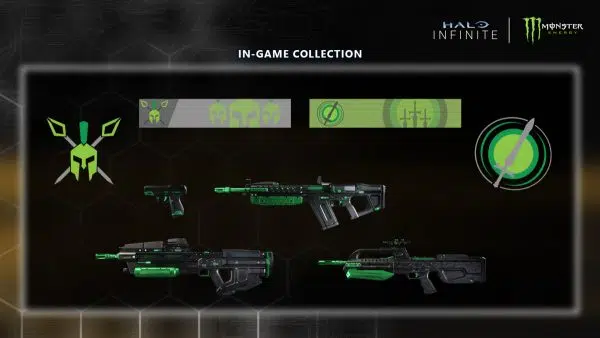 HALO
INFINITE
MONSTER
ENERGY
IN-GAME COLLECTION